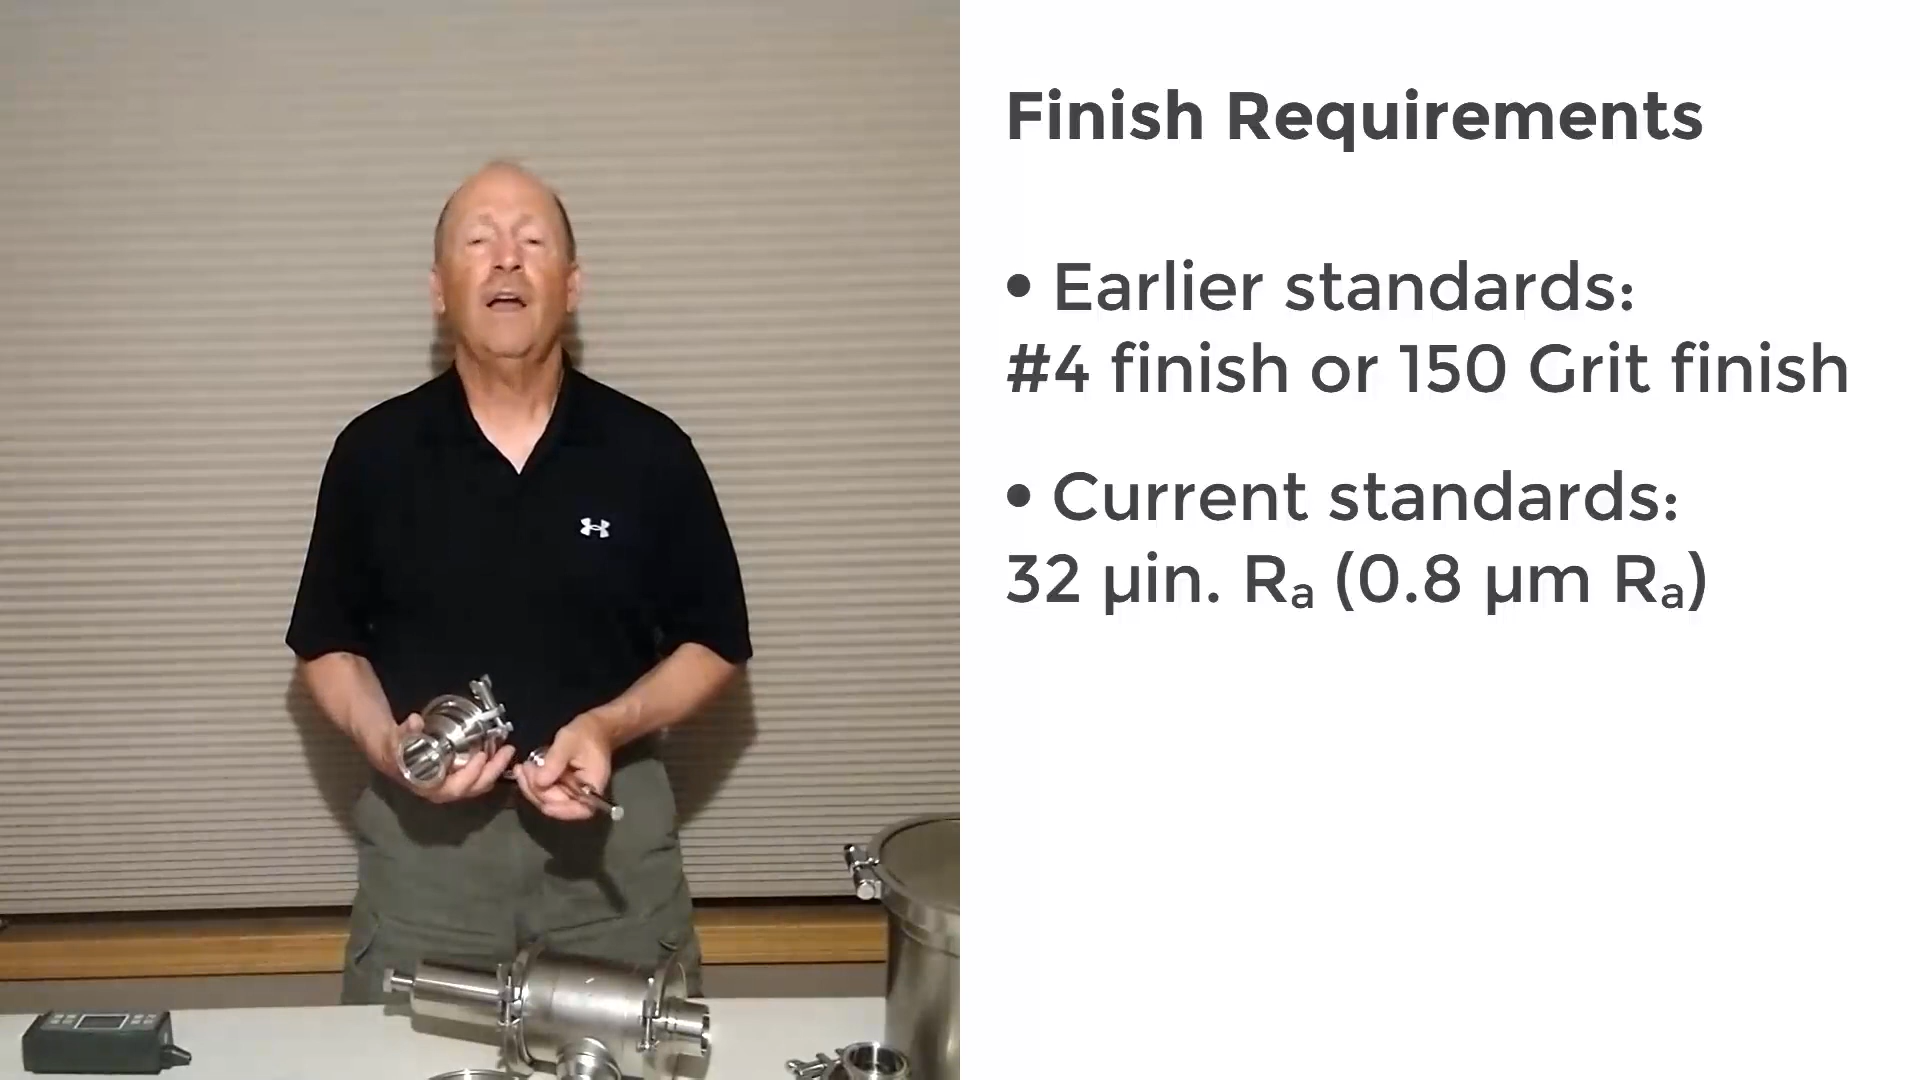 Finish Requirements
• Earlier standards:
#4 finish or 150 Grit finish
• Current standards:
32 µin. Rₐ (0.8 µm Rₐ)